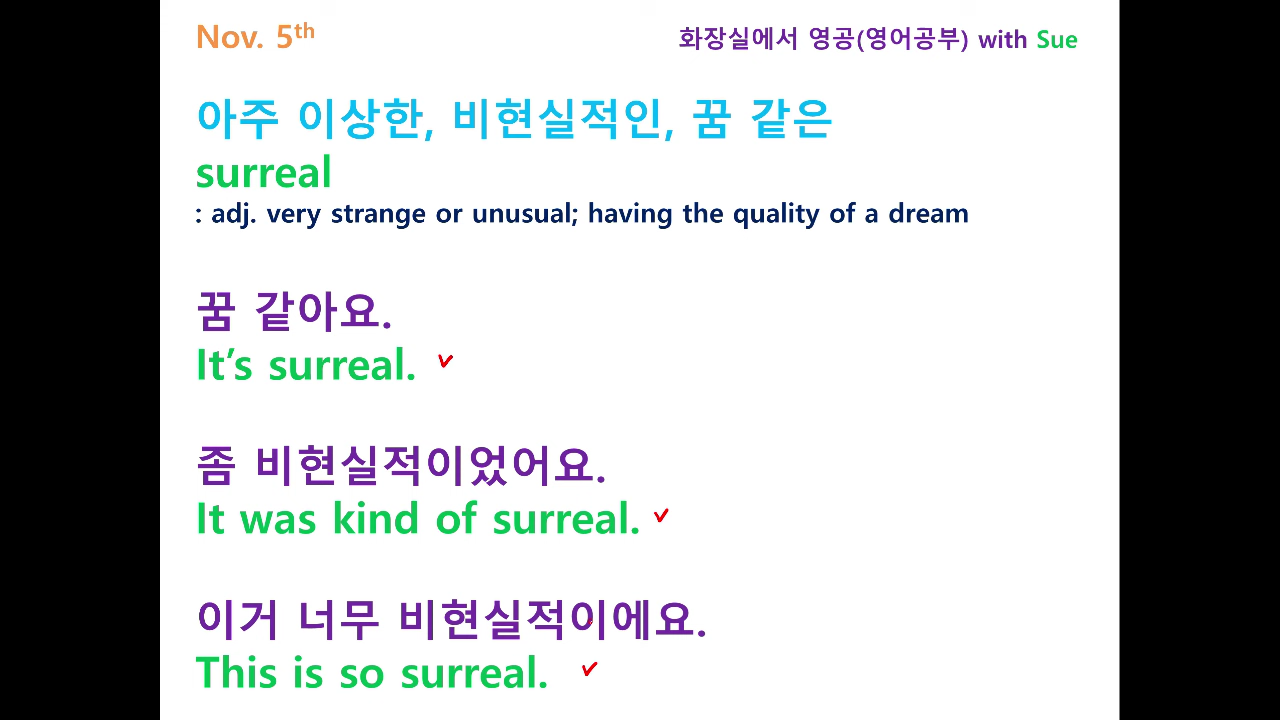 Nov. 5th 화장실에서 영공(영어공부) with Sue
아주 이상한, 비현실적인, 꿈 같은
surreal
: adj. very strange or unusual; having the quality of a dream
꿈 같아요.
It’s surreal.
좀 비현실적이었어요.
It was kind of surreal.
이거 너무 비현실적이에요.
This is so surreal.